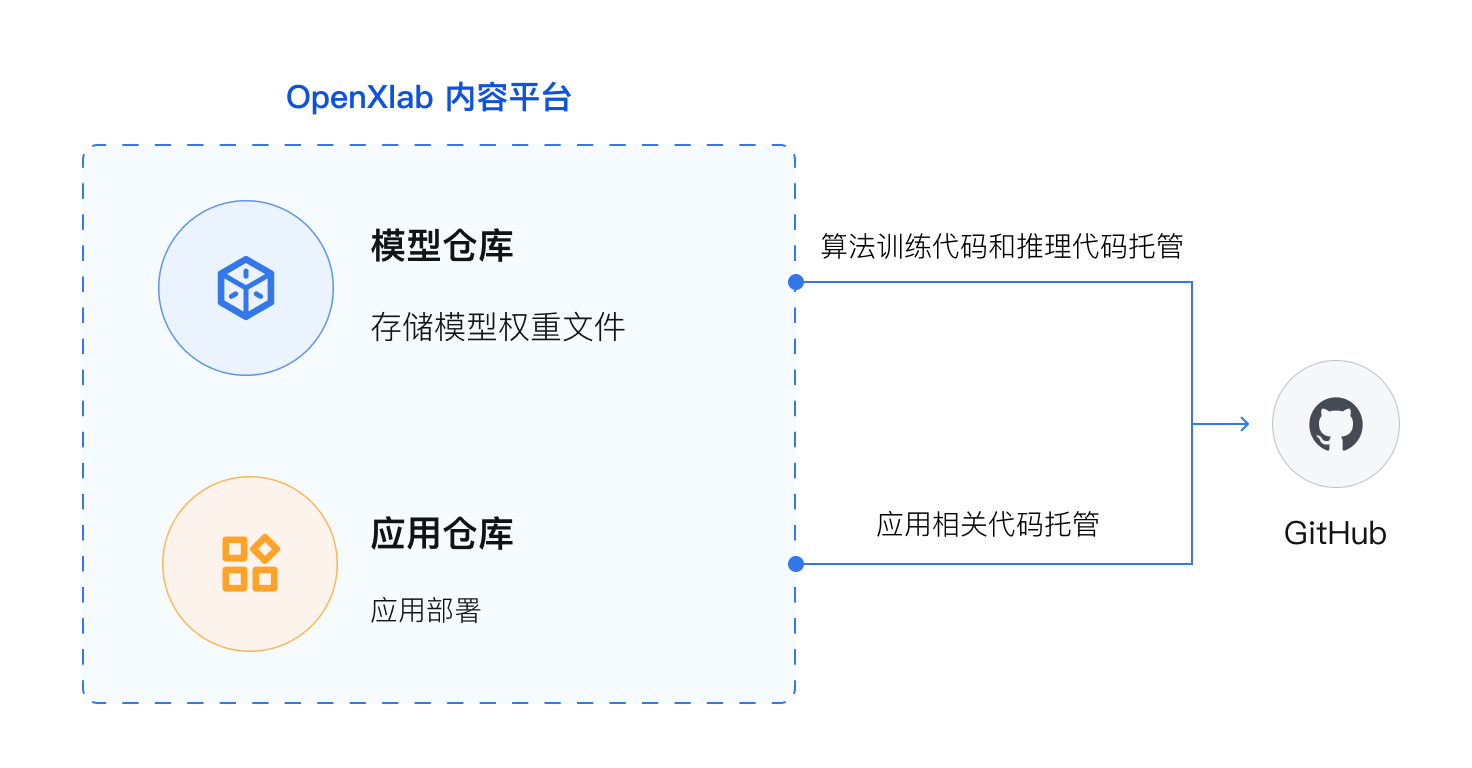 OpenXlab 内容平台
模型仓库
算法训练代码和推理代码托管
存储模型权重文件
应用仓库
应用相关代码托管
GitHub
应用部署